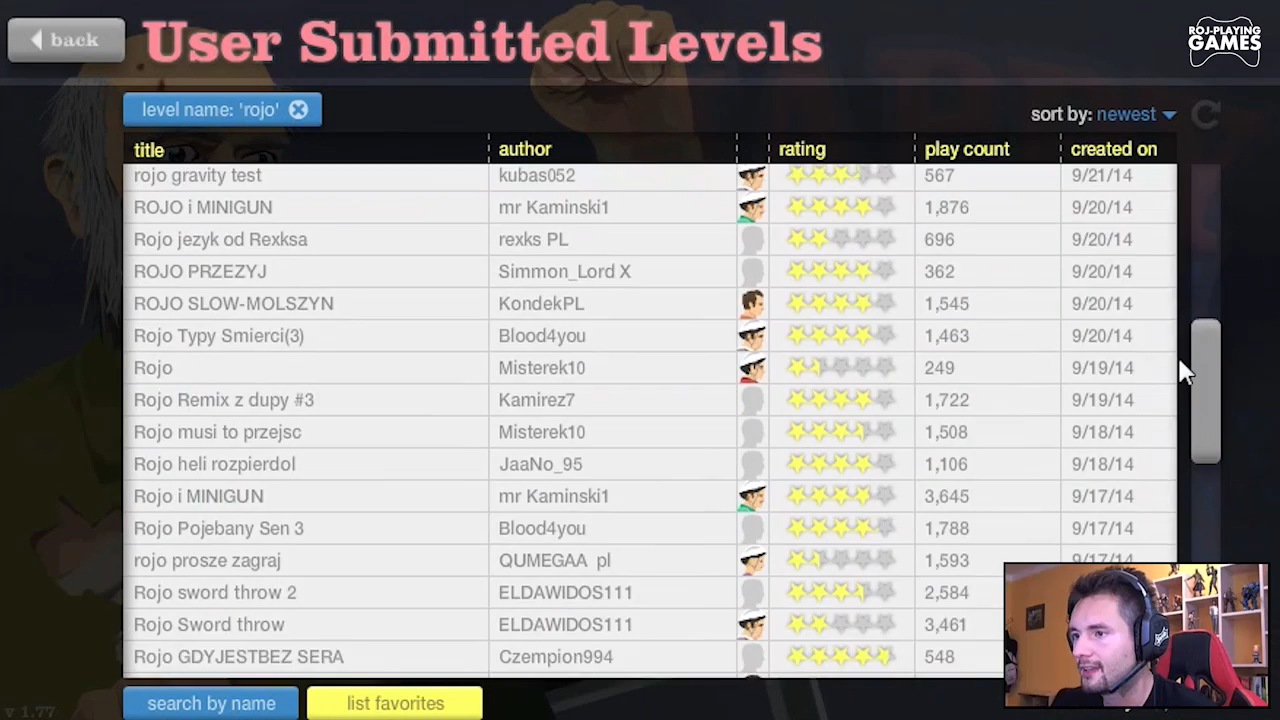 back
User Submitted Levels
ROJ-PLAYING
GAMES
level name: 'rojo'
sort by: newest
title author rating play count created on
rojo gravity test kubas052 567 9/21/14
ROJO i MINIGUN mr Kaminski1 1,876 9/20/14
Rojo jezyk od Rexksa rexks PL 696 9/20/14
ROJO PRZEZYJ Simmon_Lord X 362 9/20/14
ROJO SLOW-MOLSZYN KondekPL 1,545 9/20/14
Rojo Typy Smierci(3) Blood4you 1,463 9/20/14
Rojo Misterek10 249 9/19/14
Rojo Remix z dupy #3 Kamirez7 1,722 9/19/14
Rojo musi to przejsc Misterek10 1,508 9/18/14
Rojo heli rozpierdol JaaNo_95 1,106 9/18/14
Rojo i MINIGUN mr Kaminski1 3,645 9/17/14
Rojo Pojebany Sen 3 Blood4you 1,788 9/17/14
rojo prosze zagraj QUMEGAA pl 1,593 9/17/14
Rojo sword throw 2 ELDAWIDOS111 2,584
Rojo Sword throw ELDAWIDOS111 3,461
Rojo GDYJESTBEZ SERA Czempion994 548
search by name list favorites
v 1.77